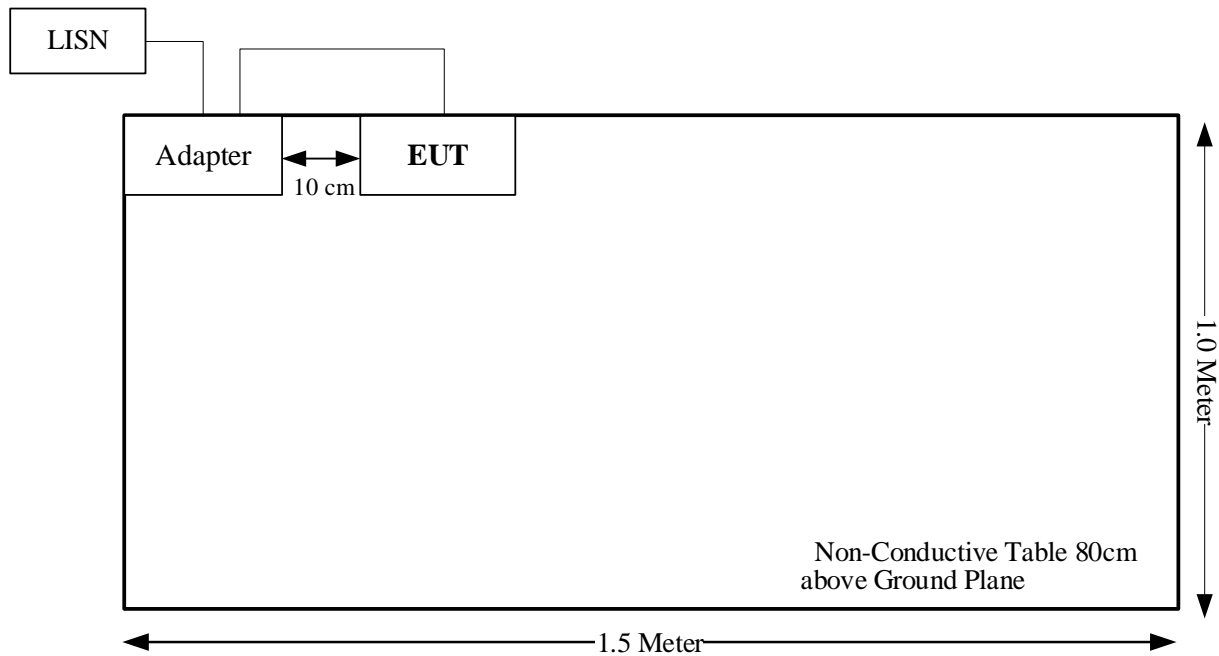 LISN
Adapter
EUT
10 cm
1.0 Meter
Non-Conductive Table 80cm
above Ground Plane
1.5 Meter